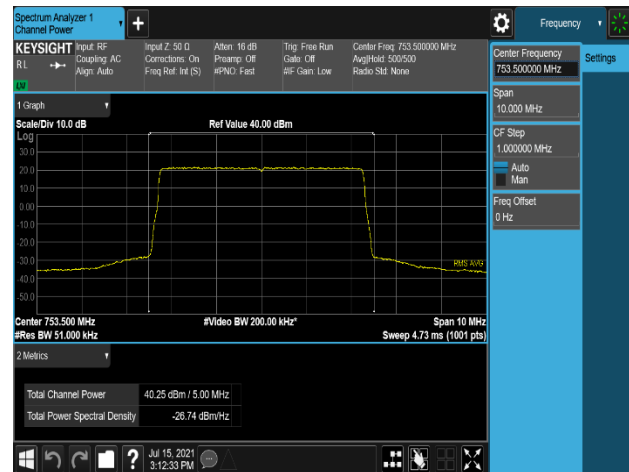 Spectrum Analyzer 1
Channel Power
Frequency
KEYSIGHT
RL
Input: RF
Coupling: AC
Align: Auto
Input Z: 50 Ω
Corrections: On
Freq Ref: Int (S)
Atten: 16 dB
Preamp: Off
#PNO: Fast
Trig: Free Run
Gate: Off
#IF Gain: Low
Center Freq: 753.500000 MHz
Avg|Hold: 500/500
Radio Std: None
LM
Center Frequency
753.500000 MHz
Settings
Span
10.000 MHz
CF Step
1.000000 MHz
Auto
Man
Freq Offset
0 Hz
1 Graph
Scale/Div 10.0 dB
Ref Value 40.00 dBm
Log
30.0
20.0
10.0
0.00
-10.0
-20.0
-30.0
-40.0
-50.0
RMS AVG
Center 753.500 MHz
#Video BW 200.00 kHz*
Span 10 MHz
#Res BW 51.000 kHz
Sweep 4.73 ms (1001 pts)
2 Metrics
Total Channel Power 40.25 dBm / 5.00 MHz
Total Power Spectral Density -26.74 dBm/Hz
?
Jul 15, 2021
3:12:33 PM